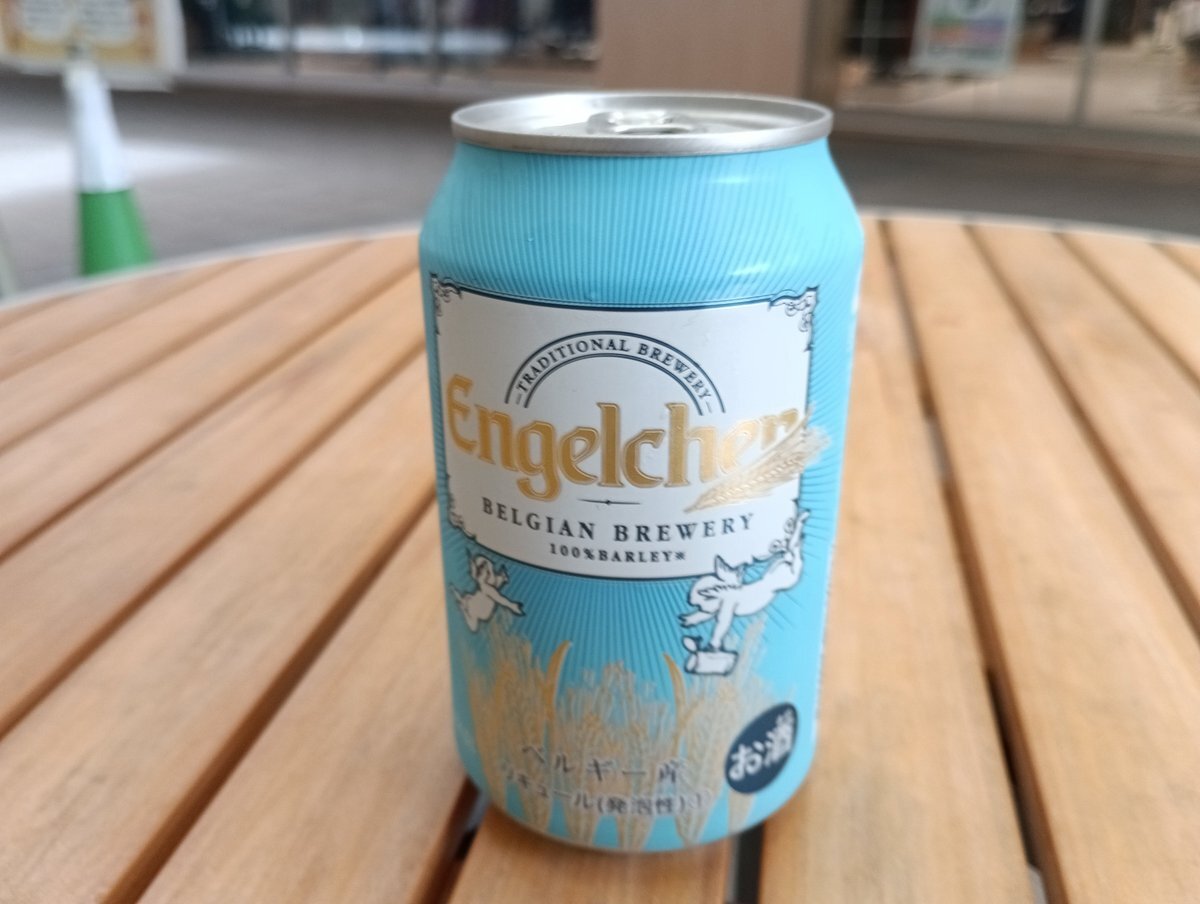 TRADITIONAL BREWERY
Engelchen
BELGIAN BREWERY
100%BARLEY※
ベルギー産
リキュール(発泡性)①
お酒